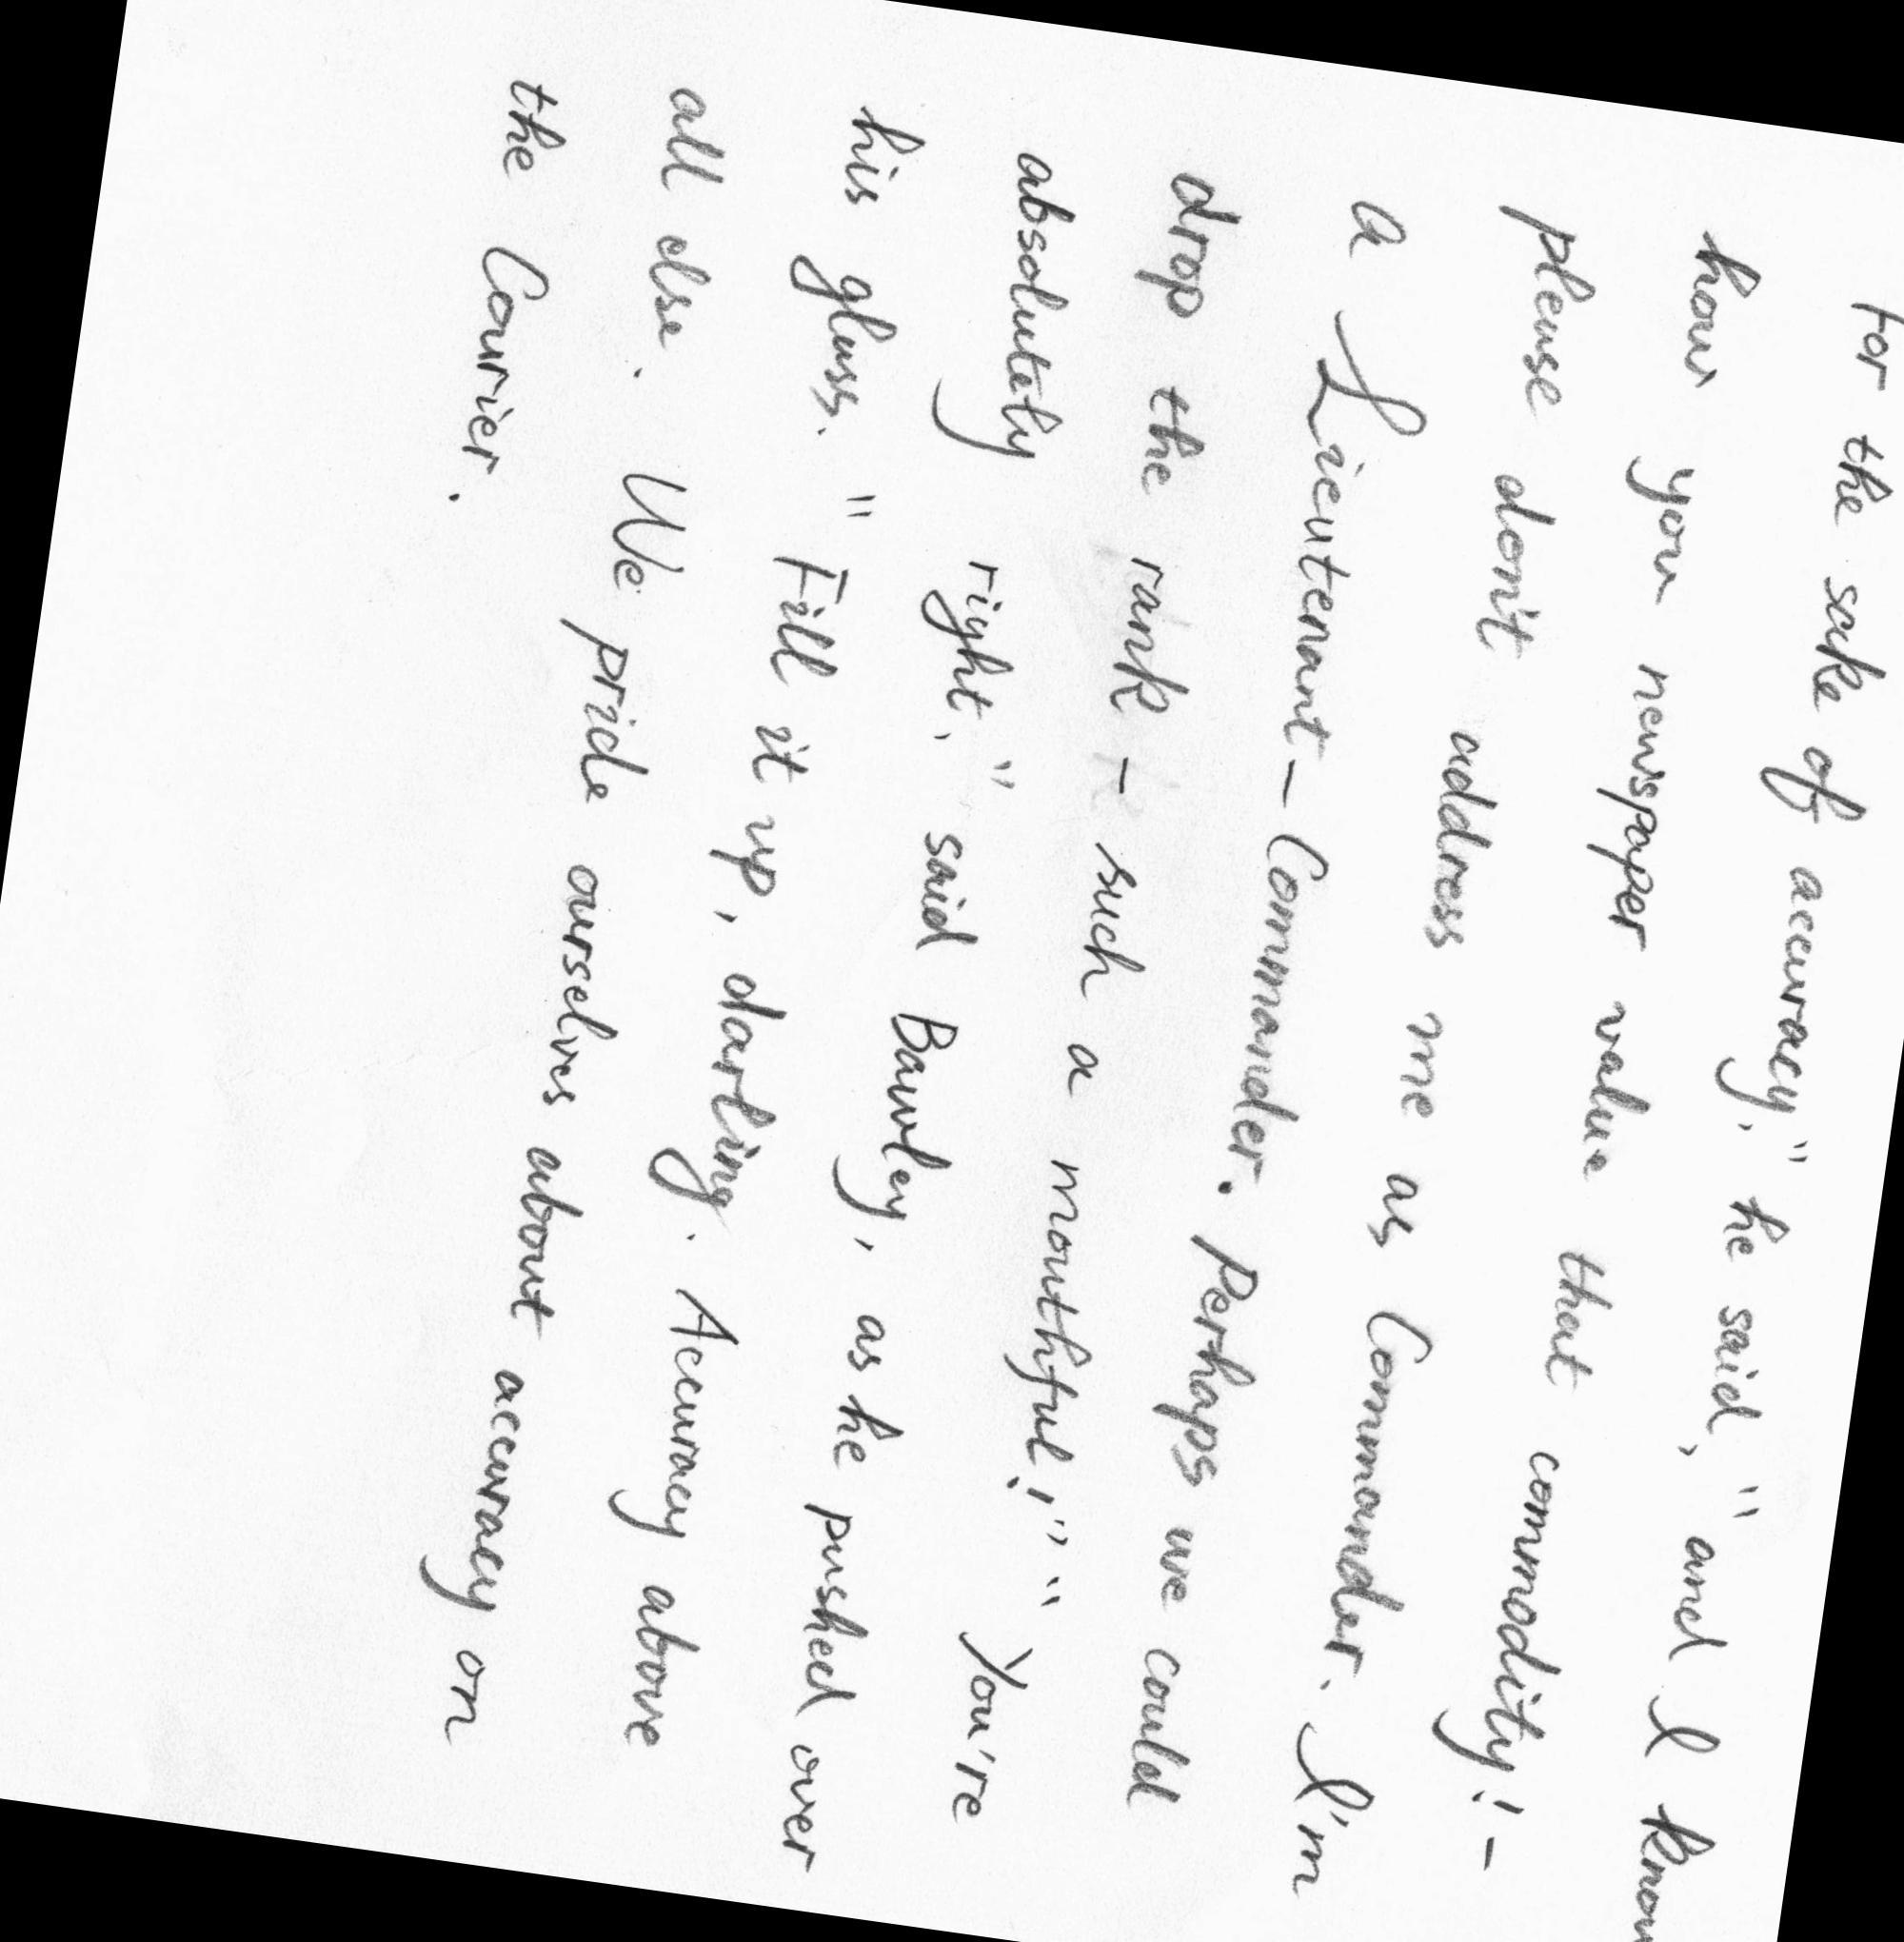 For the sake of accuracy," he said, "and I know
how you newspaper value that commodity! -
please don't address me as Commander. I'm
a Lieutenant-Commander. Perhaps we could
drop the rank - such a mouthful!" "You're
absolutely right," said Bawley, as he pushed over
his glass. "Fill it up, darling. Accuracy above
all else. We pride ourselves about accuracy on
the Courier.